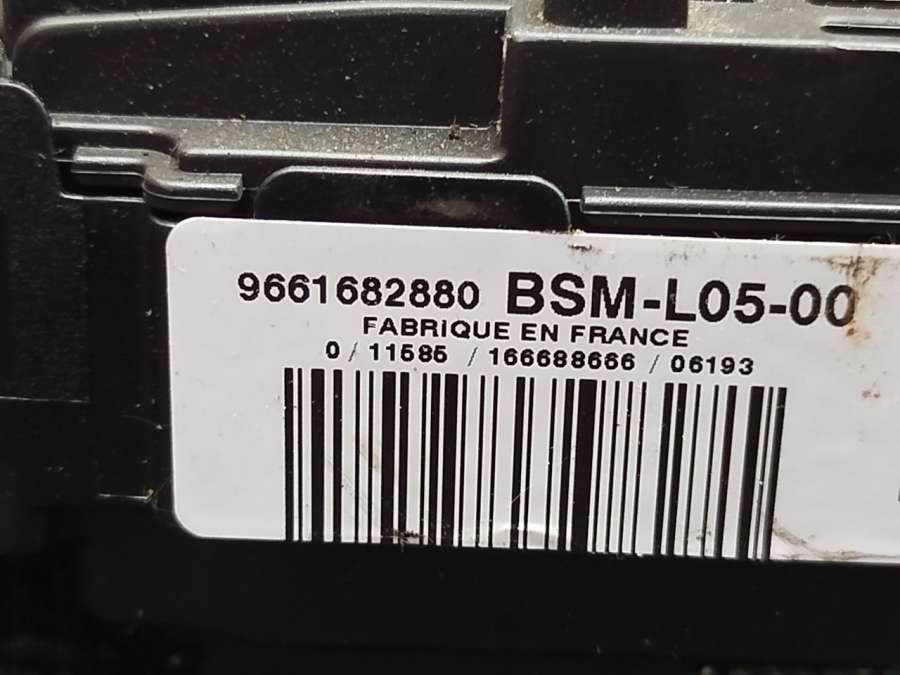 9661682880 BSM-L05-00
FABRIQUE EN FRANCE
0 / 11585 / 166688666 / 06193